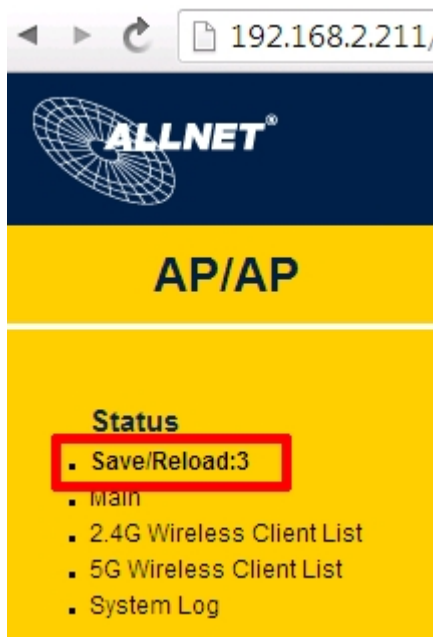 192.168.2.211/
ALLNET®
AP/AP
Status
Save/Reload:3
Main
2.4G Wireless Client List
5G Wireless Client List
System Log